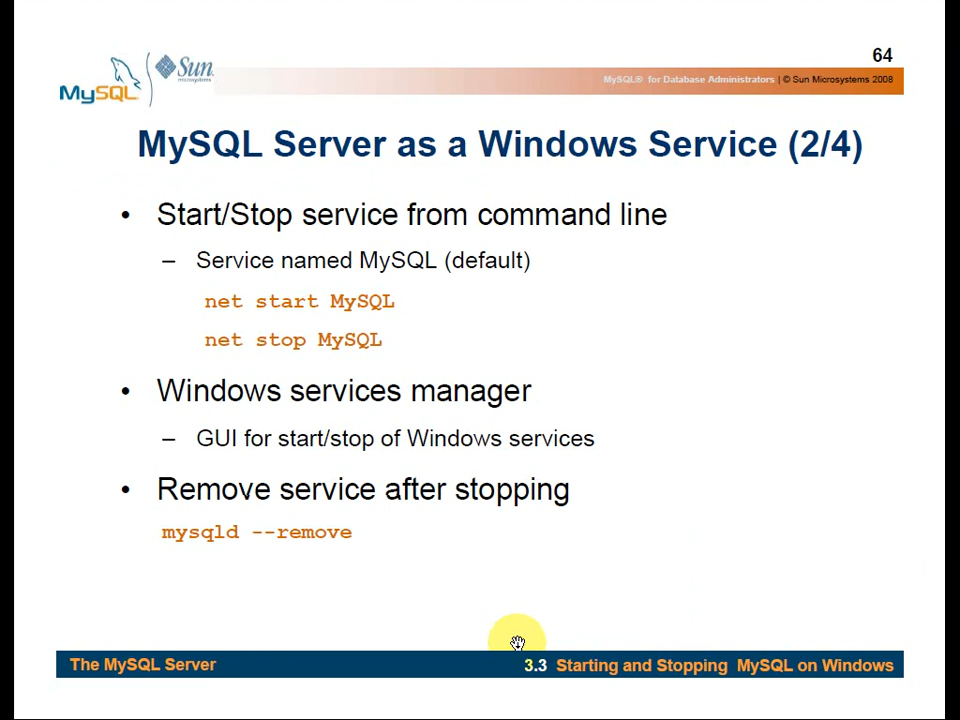 64
MySQL
Sun
microsystems
MySQL® for Database Administrators | © Sun Microsystems 2008
MySQL Server as a Windows Service (2/4)
• Start/Stop service from command line
– Service named MySQL (default)
net start MySQL
net stop MySQL
• Windows services manager
– GUI for start/stop of Windows services
• Remove service after stopping
mysqld --remove
The MySQL Server
3.3 Starting and Stopping MySQL on Windows